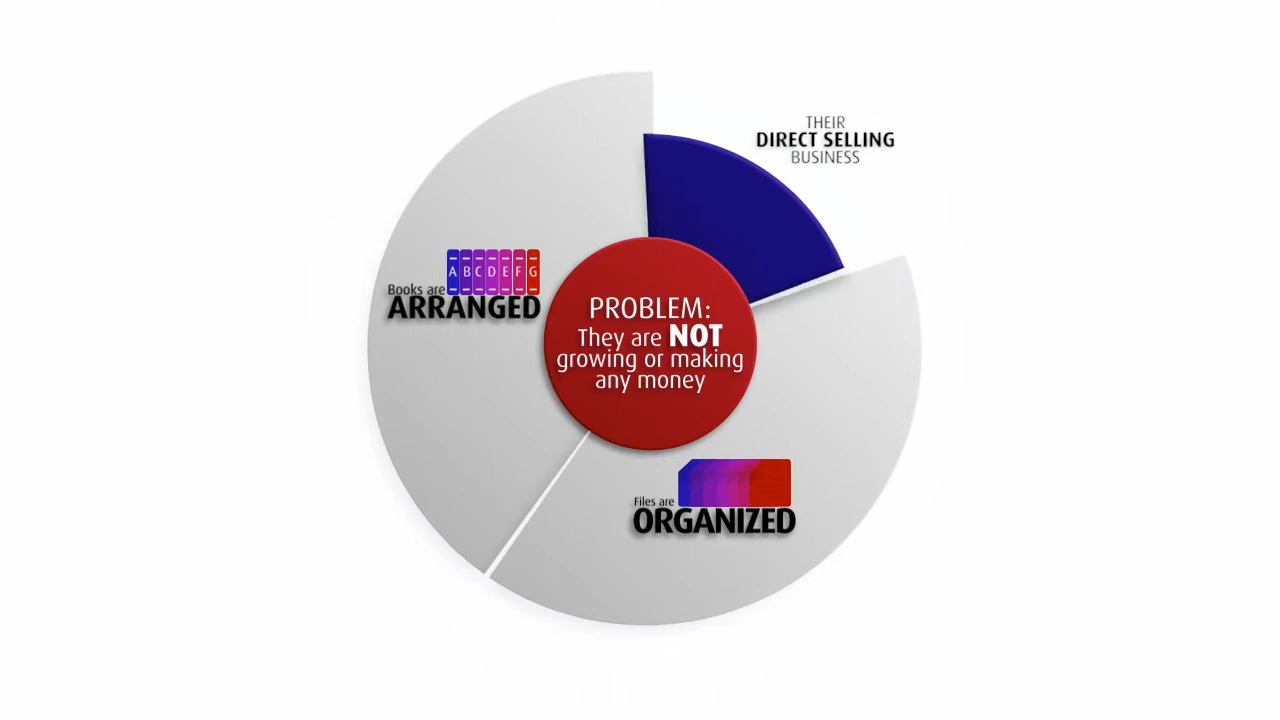 THEIR
DIRECT SELLING
BUSINESS
A B C D E F G
Books are
ARRANGED
PROBLEM:
They are NOT
growing or making
any money
Files are
ORGANIZED